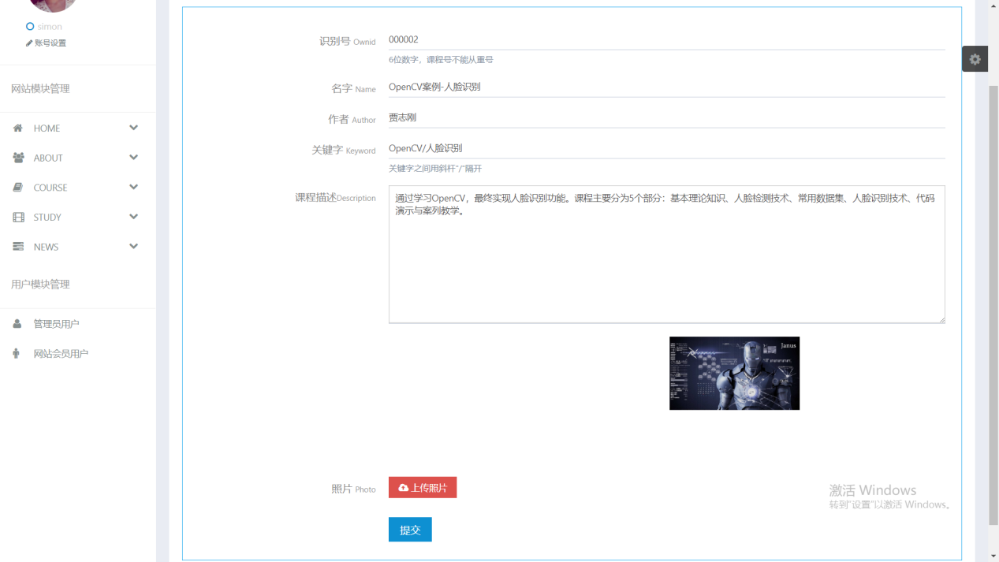 simon
账号设置
网站模块管理
HOME
ABOUT
COURSE
STUDY
NEWS
用户模块管理
管理员用户
网站会员用户
识别号 Ownid 000002
6位数字，课程号不能从重号
名字 Name OpenCV案例-人脸识别
作者 Author 贾志刚
关键字 Keyword OpenCV/人脸识别
关键字之间用斜杆"/"隔开
课程描述Description 通过学习OpenCV，最终实现人脸识别功能。课程主要分为5个部分：基本理论知识、人脸检测技术、常用数据集、人脸识别技术、代码
演示与案列教学。
Janus
照片 Photo 上传照片
提交
激活 Windows
转到"设置"以激活 Windows。